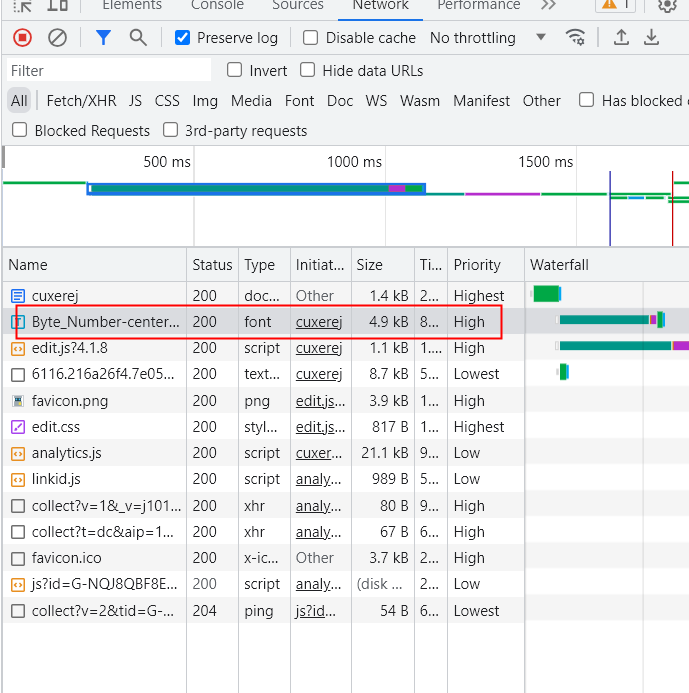 Elements Console Sources Network Performance 1
Preserve log Disable cache No throttling
Filter Invert Hide data URLs
All Fetch/XHR JS CSS Img Media Font Doc WS Wasm Manifest Other Has blocked
Blocked Requests 3rd-party requests
500 ms 1000 ms 1500 ms
Name Status Type Initiat... Size Ti... Priority Waterfall
cuxerej 200 doc... Other 1.4 kB 2... Highest
Byte_Number-center... 200 font cuxerej 4.9 kB 8... High
edit.js?4.1.8 200 script cuxerej 1.1 kB 1.... High
6116.216a26f4.7e05... 200 text... cuxerej 8.7 kB 5... Lowest
favicon.png 200 png edit.js... 3.9 kB 1... High
edit.css 200 styl... edit.js... 817 B 1... Highest
analytics.js 200 script cuxer... 21.1 kB 9... Low
linkid.js 200 script analy... 989 B 5... Low
collect?v=1&_v=j101... 200 xhr analy... 80 B 9... High
collect?t=dc&aip=1... 200 xhr analy... 67 B 6... High
favicon.ico 200 x-ic... Other 3.7 kB 2... High
js?id=G-NQJ8QBF8E... 200 script analy... (disk ... 2... Low
collect?v=2&tid=G-... 204 ping js?id... 54 B 6... Lowest